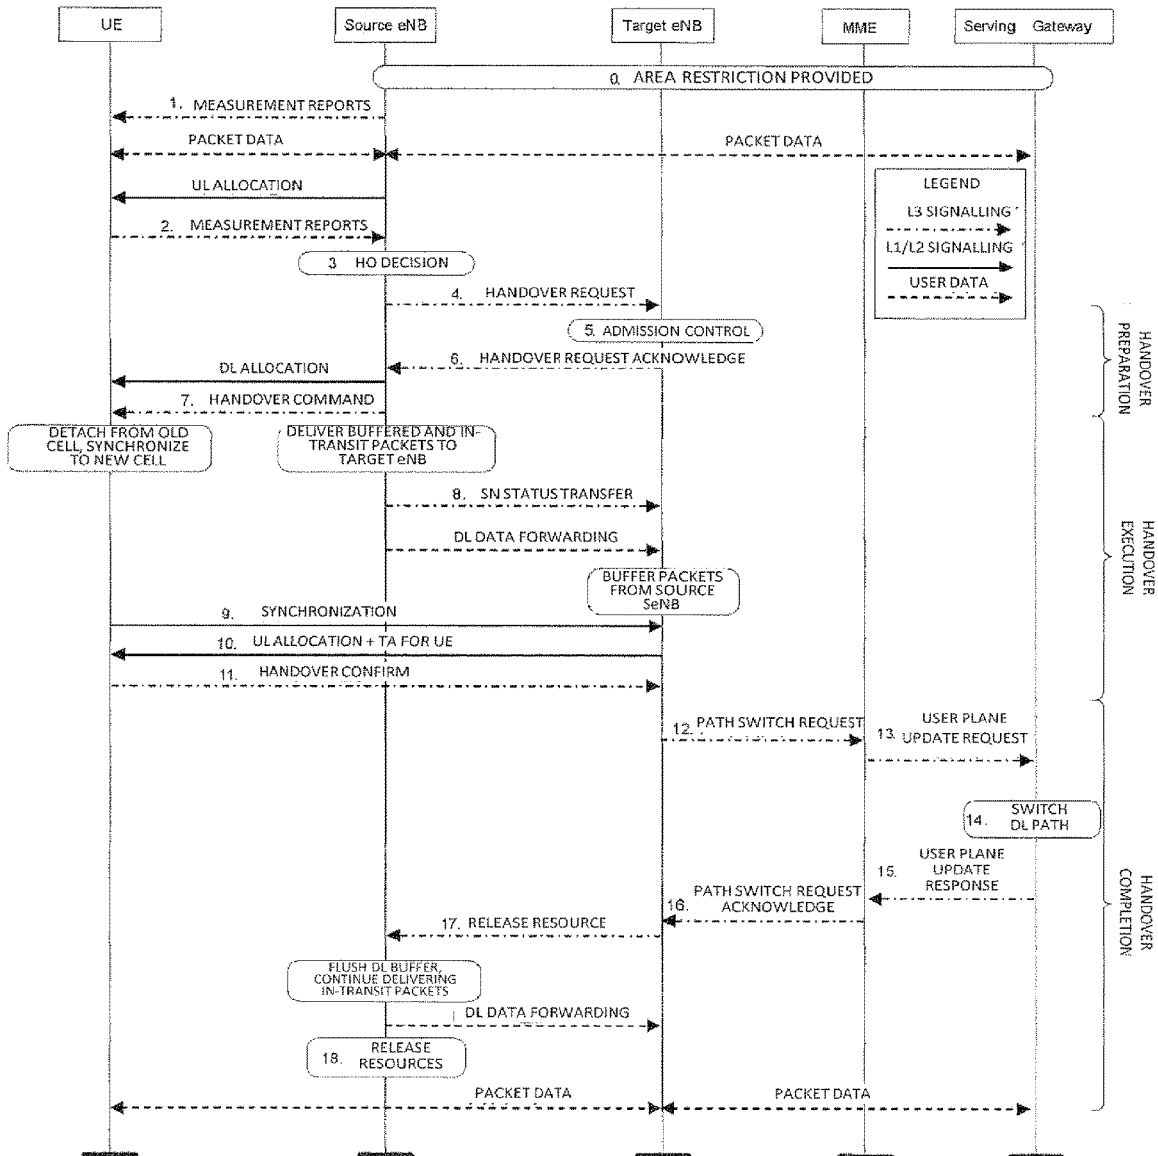 UE
Source eNB
Target eNB
MME
Serving Gateway
0. AREA RESTRICTION PROVIDED
1. MEASUREMENT REPORTS
PACKET DATA
PACKET DATA
UL ALLOCATION
LEGEND
L3 SIGNALLING
L1/L2 SIGNALLING
USER DATA
2. MEASUREMENT REPORTS
3 HO DECISION
4. HANDOVER REQUEST
5. ADMISSION CONTROL
6. HANDOVER REQUEST ACKNOWLEDGE
DL ALLOCATION
7. HANDOVER COMMAND
HANDOVER
PREPARATION
DETACH FROM OLD
CELL, SYNCHRONIZE
TO NEW CELL
DELIVER BUFFERED AND IN-
TRANSIT PACKETS TO
TARGET eNB
8. SN STATUS TRANSFER
DL DATA FORWARDING
BUFFER PACKETS
FROM SOURCE
SeNB
HANDOVER
EXECUTION
9. SYNCHRONIZATION
10. UL ALLOCATION + TA FOR UE
11. HANDOVER CONFIRM
12. PATH SWITCH REQUEST
13. USER PLANE
UPDATE REQUEST
14. SWITCH
DL PATH
15. USER PLANE
UPDATE
RESPONSE
16. PATH SWITCH REQUEST
ACKNOWLEDGE
17. RELEASE RESOURCE
HANDOVER
COMPLETION
FLUSH DL BUFFER,
CONTINUE DELIVERING
IN-TRANSIT PACKETS
DL DATA FORWARDING
18. RELEASE
RESOURCES
PACKET DATA
PACKET DATA